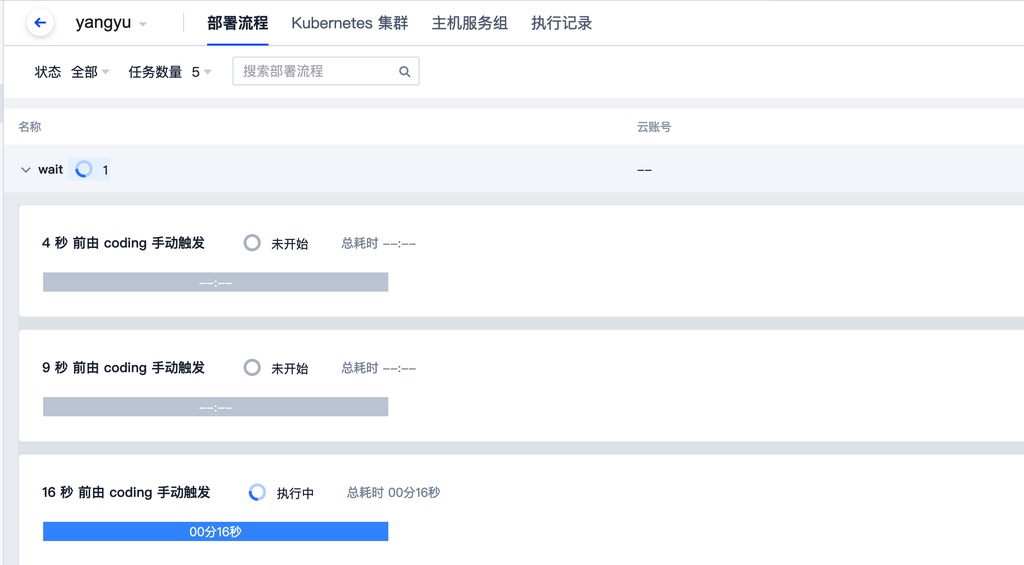 yangyu 部署流程 Kubernetes 集群 主机服务组 执行记录
状态 全部 任务数量 5 搜索部署流程
名称 云账号
wait 1 --
4 秒 前由 coding 手动触发 未开始 总耗时 --:--
--:--
9 秒 前由 coding 手动触发 未开始 总耗时 --:--
--:--
16 秒 前由 coding 手动触发 执行中 总耗时 00分16秒
00分16秒